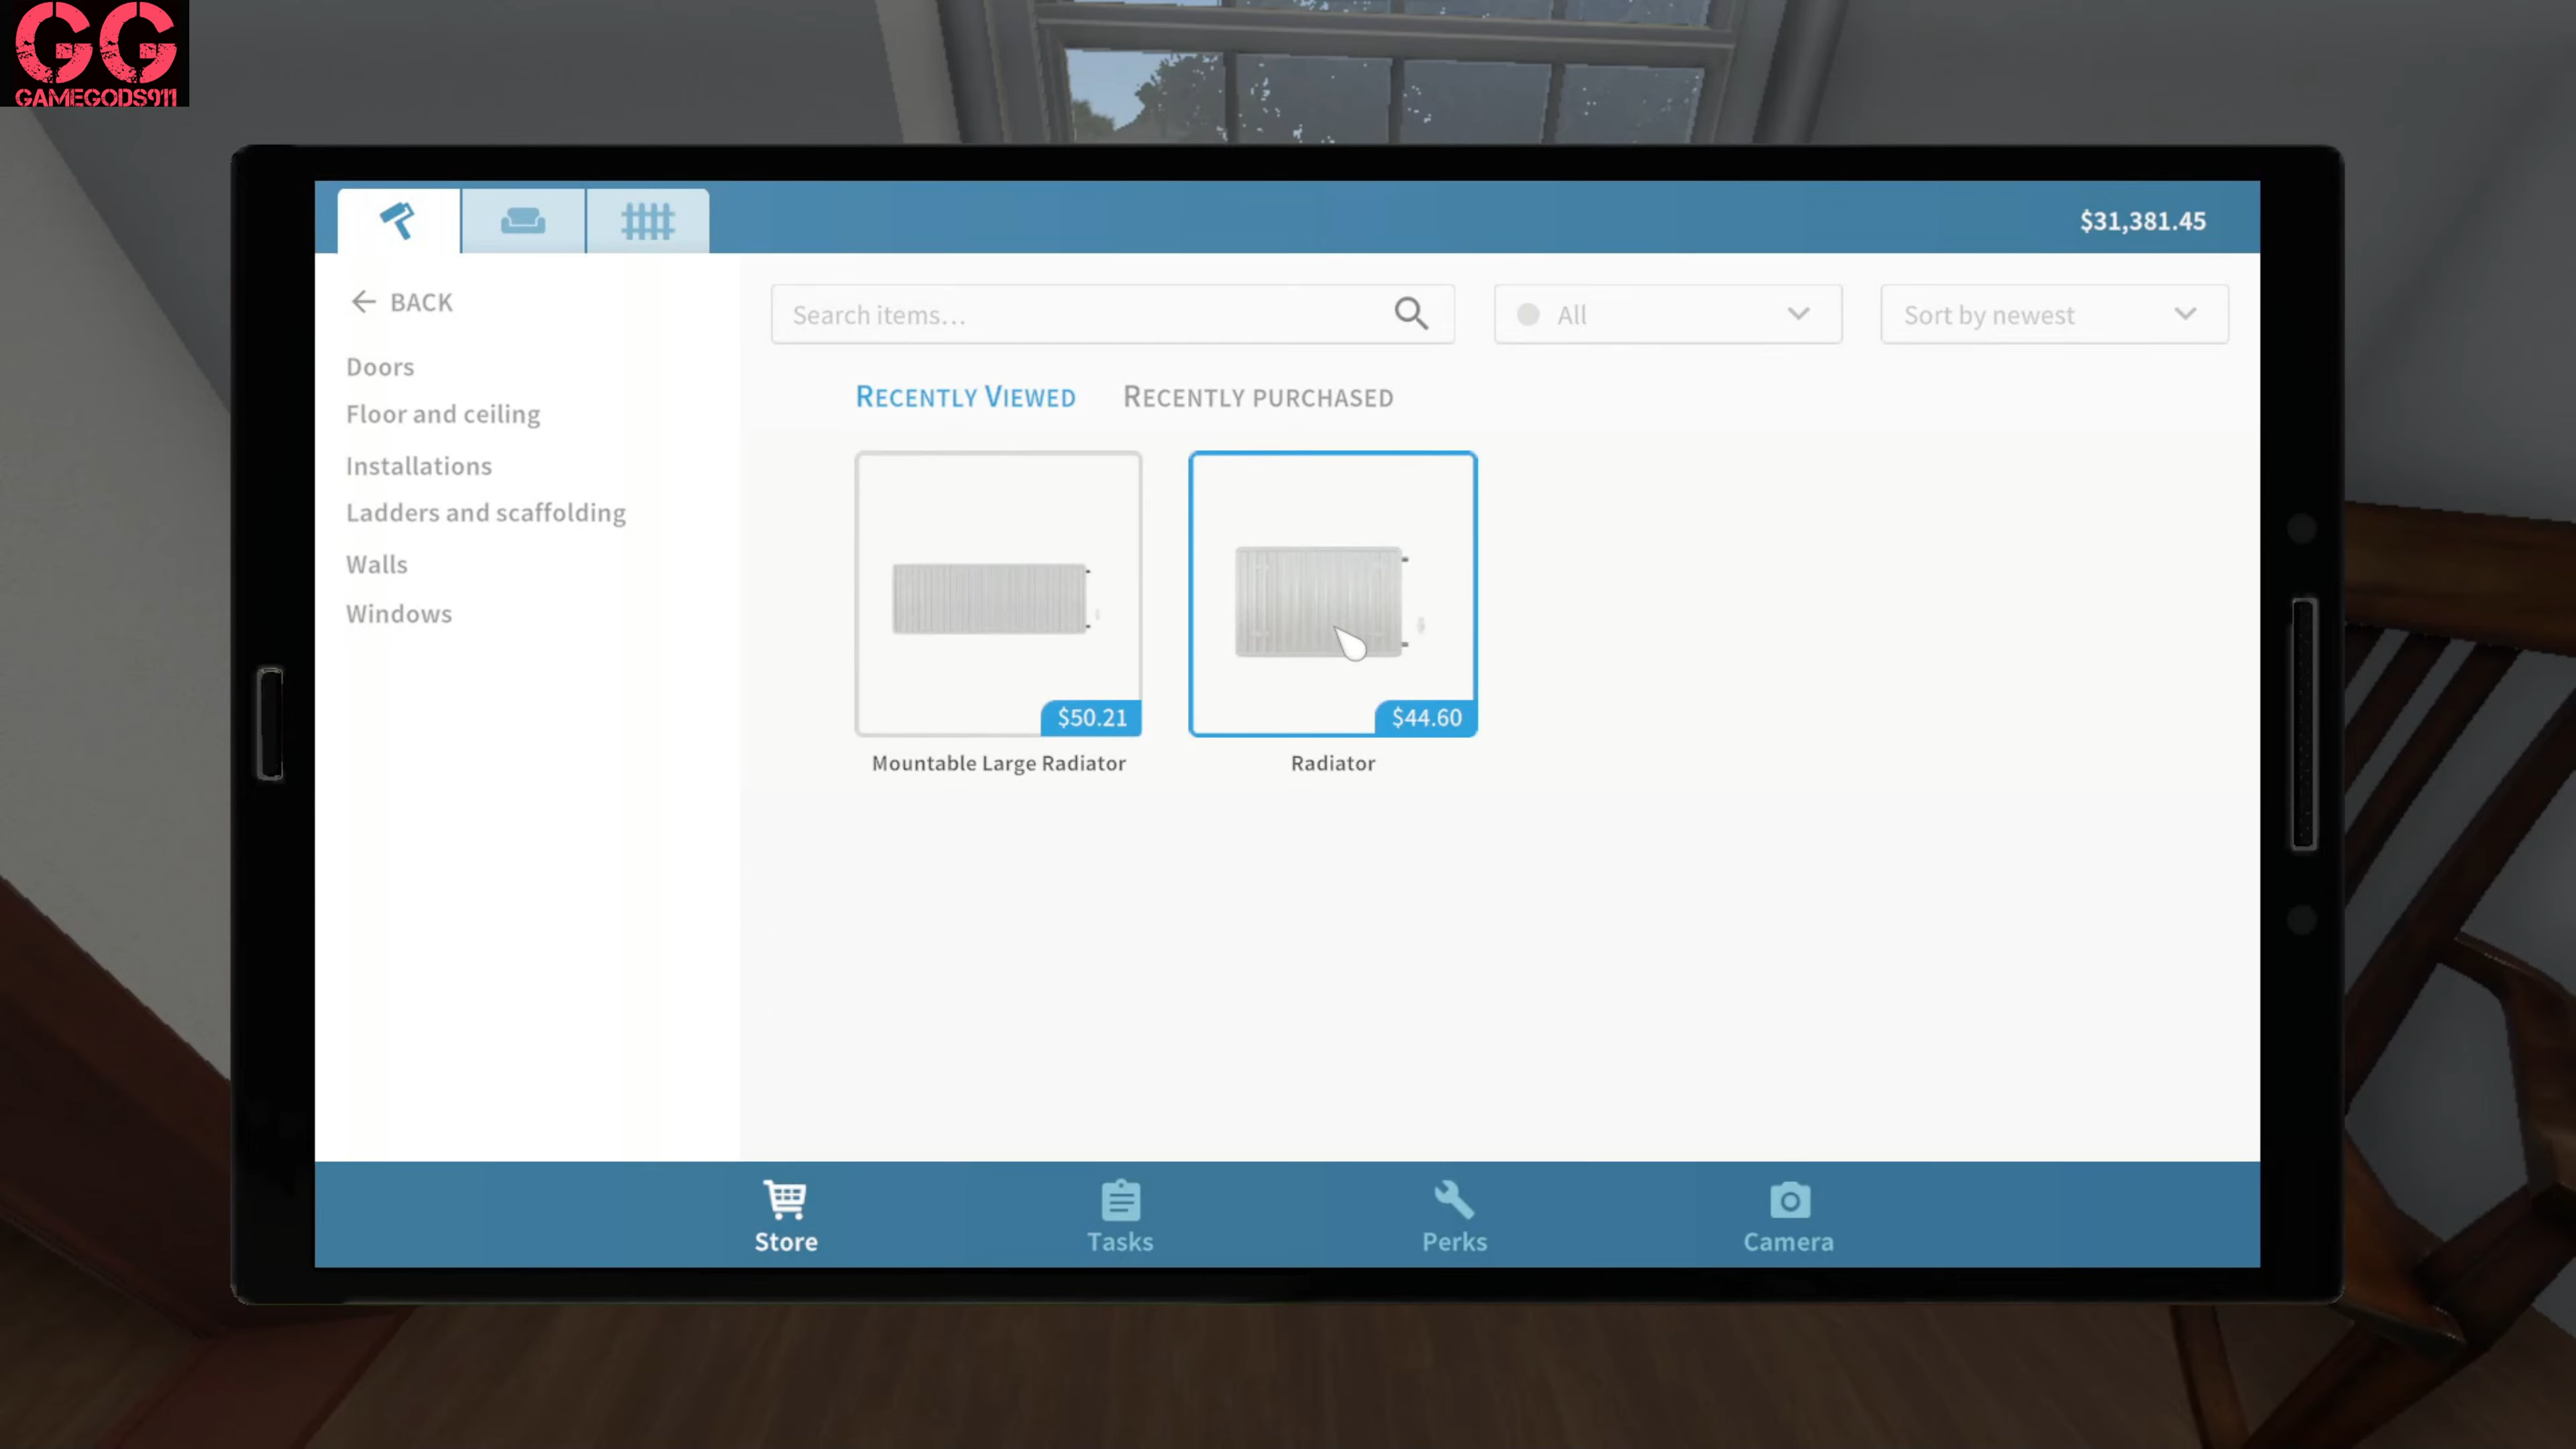 GG
GAMEGODS911
$31,381.45
BACK
Search items...
All
Sort by newest
Doors
Floor and ceiling
Installations
Ladders and scaffolding
Walls
Windows
RECENTLY VIEWED
RECENTLY PURCHASED
$50.21
$44.60
Mountable Large Radiator
Radiator
Store
Tasks
Perks
Camera